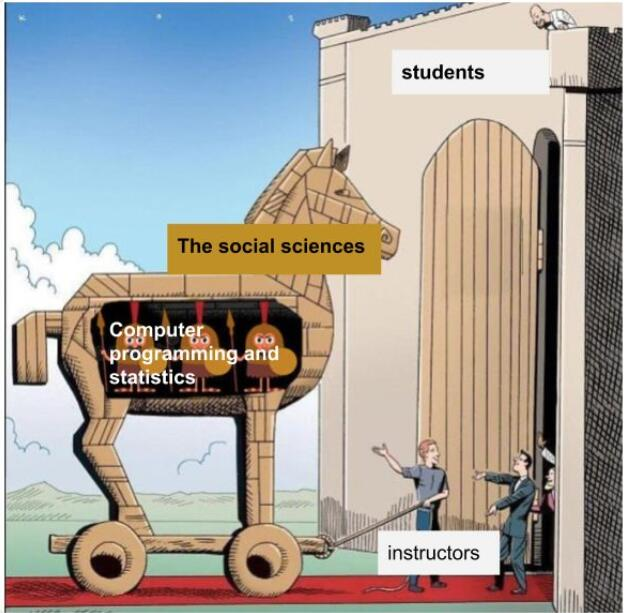 students
The social sciences
Computer
programming and
statistics
instructors